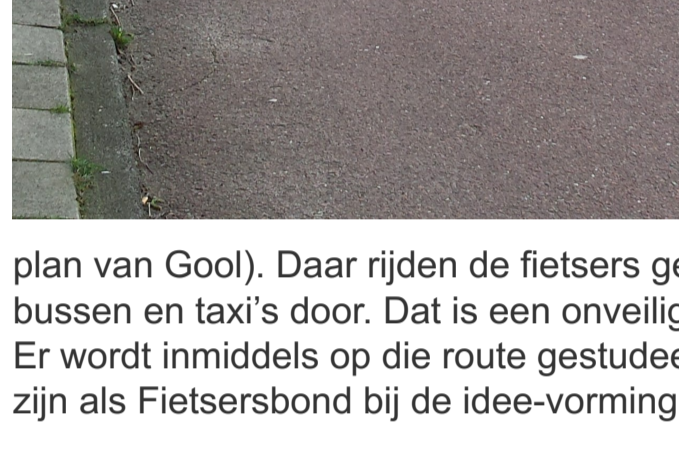 plan van Gool). Daar rijden de fietsers
bussen en taxi's door. Dat is een
Er wordt inmiddels op die route
zijn als Fietsersbond bij de idee-vorming